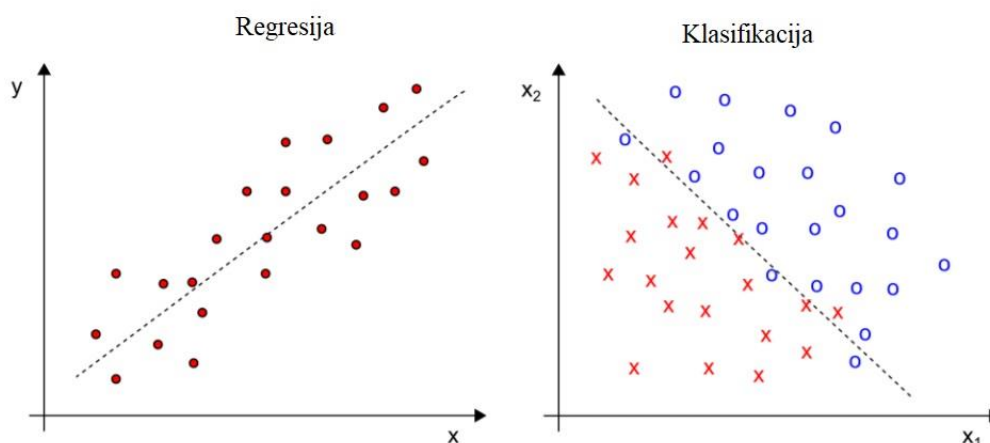 Regresija
Klasifikacija
y
x
x₂
x₁